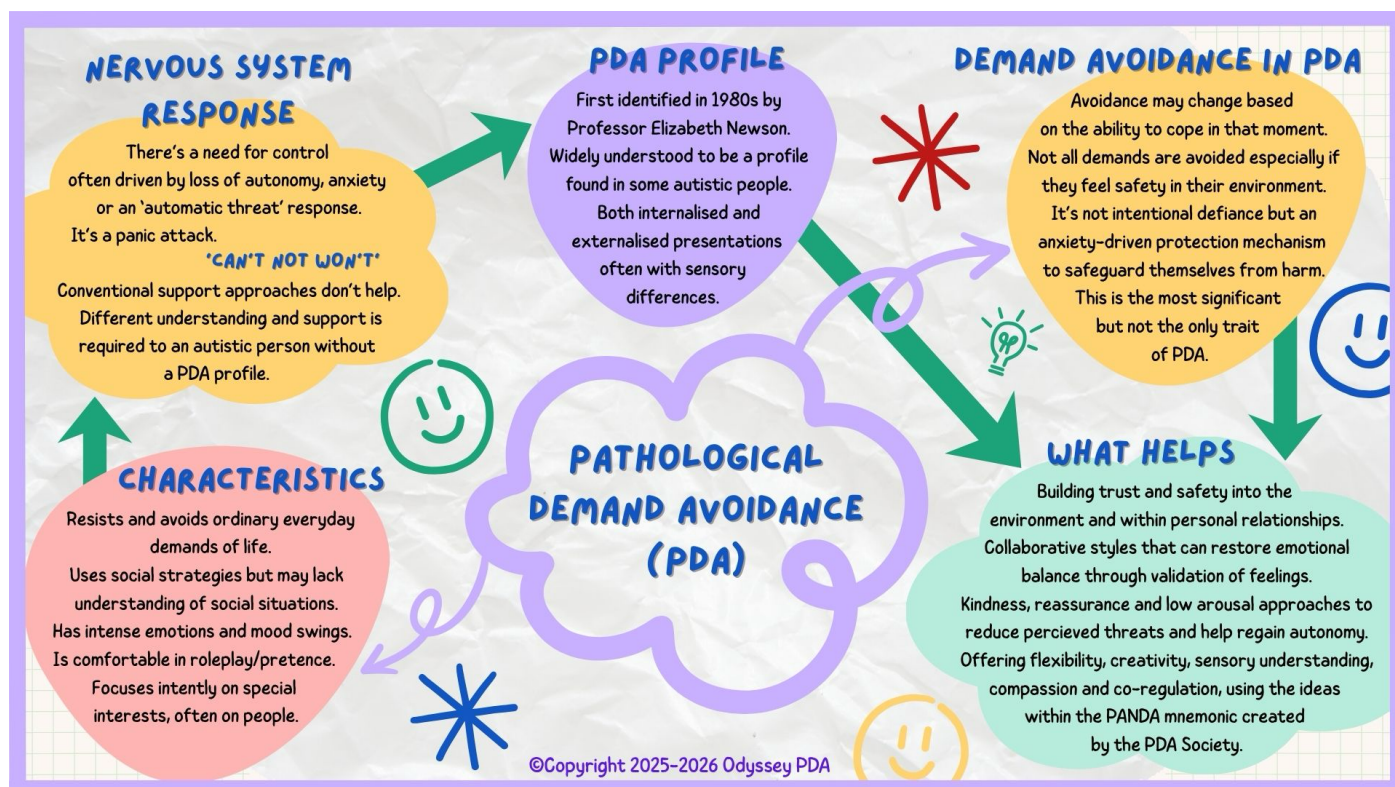 NERVOUS SYSTEM
RESPONSE
There's a need for control
often driven by loss of autonomy, anxiety
or an 'automatic threat' response.
It's a panic attack.
'CAN'T NOT WON'T'
Conventional support approaches don't help.
Different understanding and support is
required to an autistic person without
a PDA profile.
PDA PROFILE
First identified in 1980s by
Professor Elizabeth Newson.
Widely understood to be a profile
found in some autistic people.
Both internalised and
externalised presentations
often with sensory
differences.
DEMAND AVOIDANCE IN PDA
Avoidance may change based
on the ability to cope in that moment.
Not all demands are avoided especially if
they feel safety in their environment.
It's not intentional defiance but an
anxiety-driven protection mechanism
to safeguard themselves from harm.
This is the most significant
but not the only trait
of PDA.
CHARACTERISTICS
Resists and avoids ordinary everyday
demands of life.
Uses social strategies but may lack
understanding of social situations.
Has intense emotions and mood swings.
Is comfortable in roleplay/pretence.
Focuses intently on special
interests, often on people.
PATHOLOGICAL
DEMAND AVOIDANCE
(PDA)
WHAT HELPS
Building trust and safety into the
environment and within personal relationships.
Collaborative styles that can restore emotional
balance through validation of feelings.
Kindness, reassurance and low arousal approaches to
reduce percieved threats and help regain autonomy.
Offering flexibility, creativity, sensory understanding,
compassion and co-regulation, using the ideas
within the PANDA mnemonic created
by the PDA Society.
©Copyright 2025-2026 Odyssey PDA